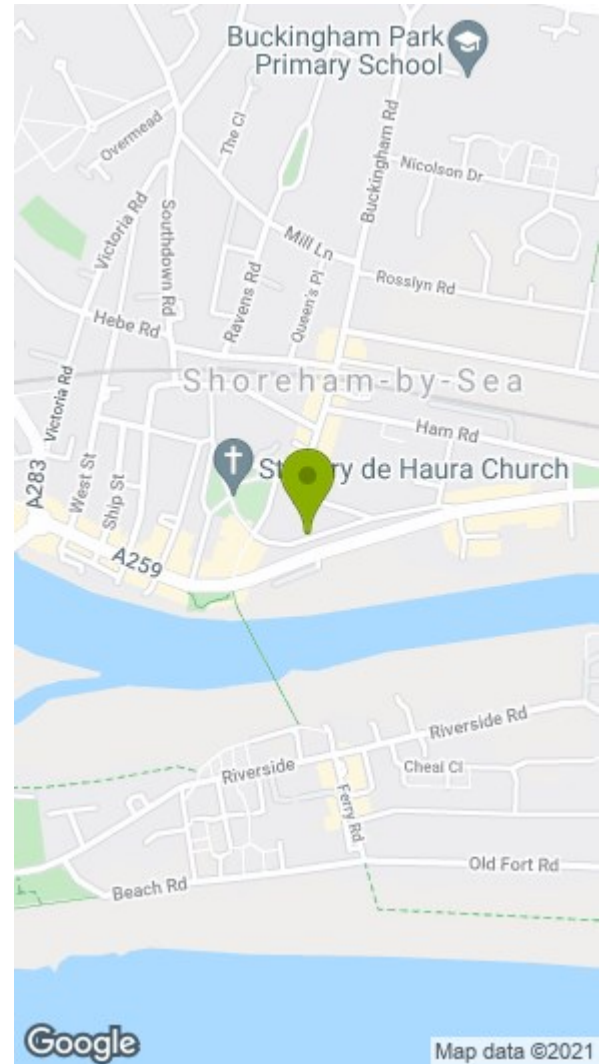 Buckingham Park
Primary School
Overmead
The Cl
Buckingham Rd
Nicolson Dr
Victoria Rd
Southdown Rd
Mill Ln
Ravens Rd
Queen's Pl
Rosslyn Rd
Hebe Rd
Shoreham-by-Sea
Victoria Rd
Ham Rd
A283
West St
Ship St
ry de Haura Church
A259
Riverside Rd
Riverside
Cheal Cl
Ferry Rd
Old Fort Rd
Beach Rd
Google
Map data ©2021